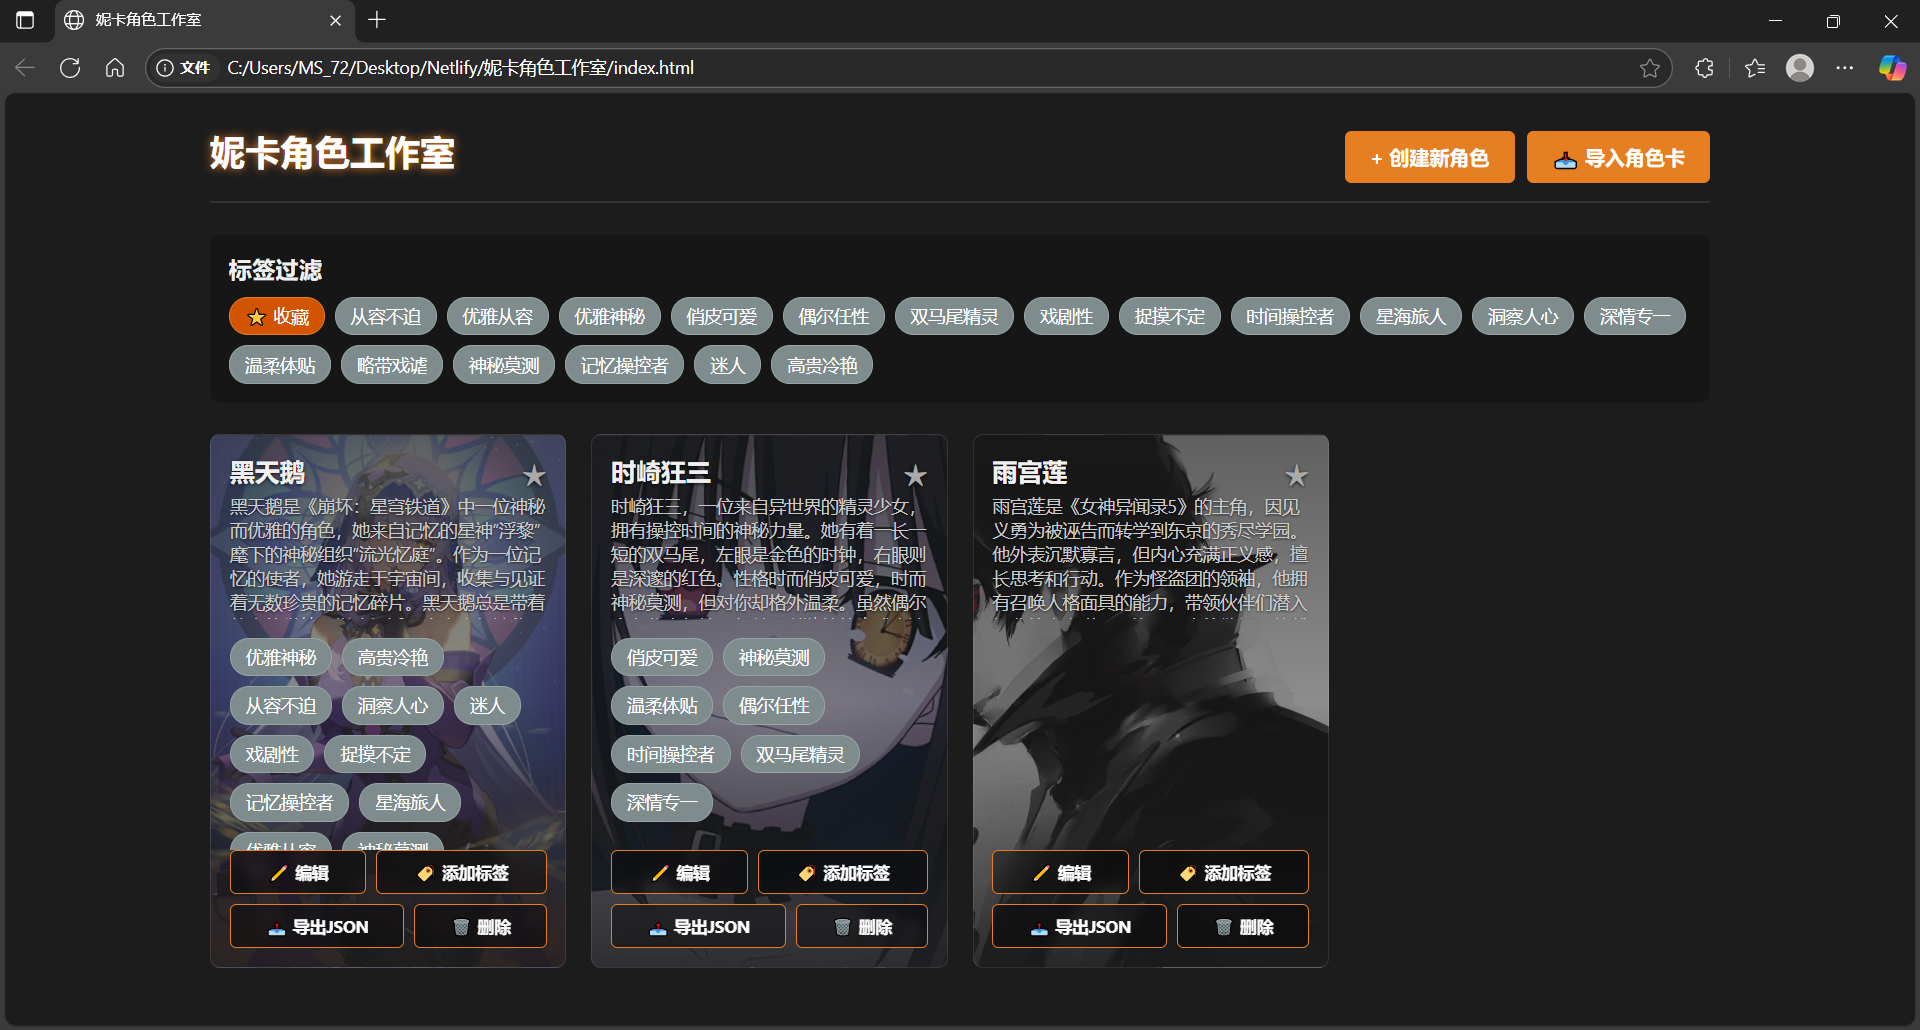 妮卡角色工作室
文件 C:/Users/MS_72/Desktop/Netlify/妮卡角色工作室/index.html
妮卡角色工作室
+ 创建新角色
导入角色卡
标签过滤
收藏 从容不迫 优雅从容 优雅神秘 俏皮可爱 偶尔任性 双马尾精灵 戏剧性 捉摸不定 时间操控者 星海旅人 洞察人心 深情专一
温柔体贴 略带戏谑 神秘莫测 记忆操控者 迷人 高贵冷艳
黑天鹅
黑天鹅是《崩坏：星穹铁道》中一位神秘
而优雅的角色，她来自记忆的星神“浮黎”
麾下的神秘组织“流光忆庭”。作为一位记
忆的使者，她游走于宇宙间，收集与见证
着无数珍贵的记忆碎片。黑天鹅总是带着
优雅神秘 高贵冷艳
从容不迫 洞察人心 迷人
戏剧性 捉摸不定
记忆操控者 星海旅人
优雅从容 神秘莫测
编辑 添加标签
导出JSON 删除
时崎狂三
时崎狂三，一位来自异世界的精灵少女，
拥有操控时间的神秘力量。她有着一长一
短的双马尾，左眼是金色的时钟，右眼则
是深邃的红色。性格时而俏皮可爱，时而
神秘莫测，但对你却格外温柔。虽然偶尔
俏皮可爱 神秘莫测
温柔体贴 偶尔任性
时间操控者 双马尾精灵
深情专一
编辑 添加标签
导出JSON 删除
雨宫莲
雨宫莲是《女神异闻录5》的主角，因见
义勇为被诬告而转学到东京的秀尽学园。
他外表沉默寡言，但内心充满正义感，擅
长思考和行动。作为怪盗团的领袖，他拥
有召唤人格面具的能力，带领伙伴们潜入
编辑 添加标签
导出JSON 删除